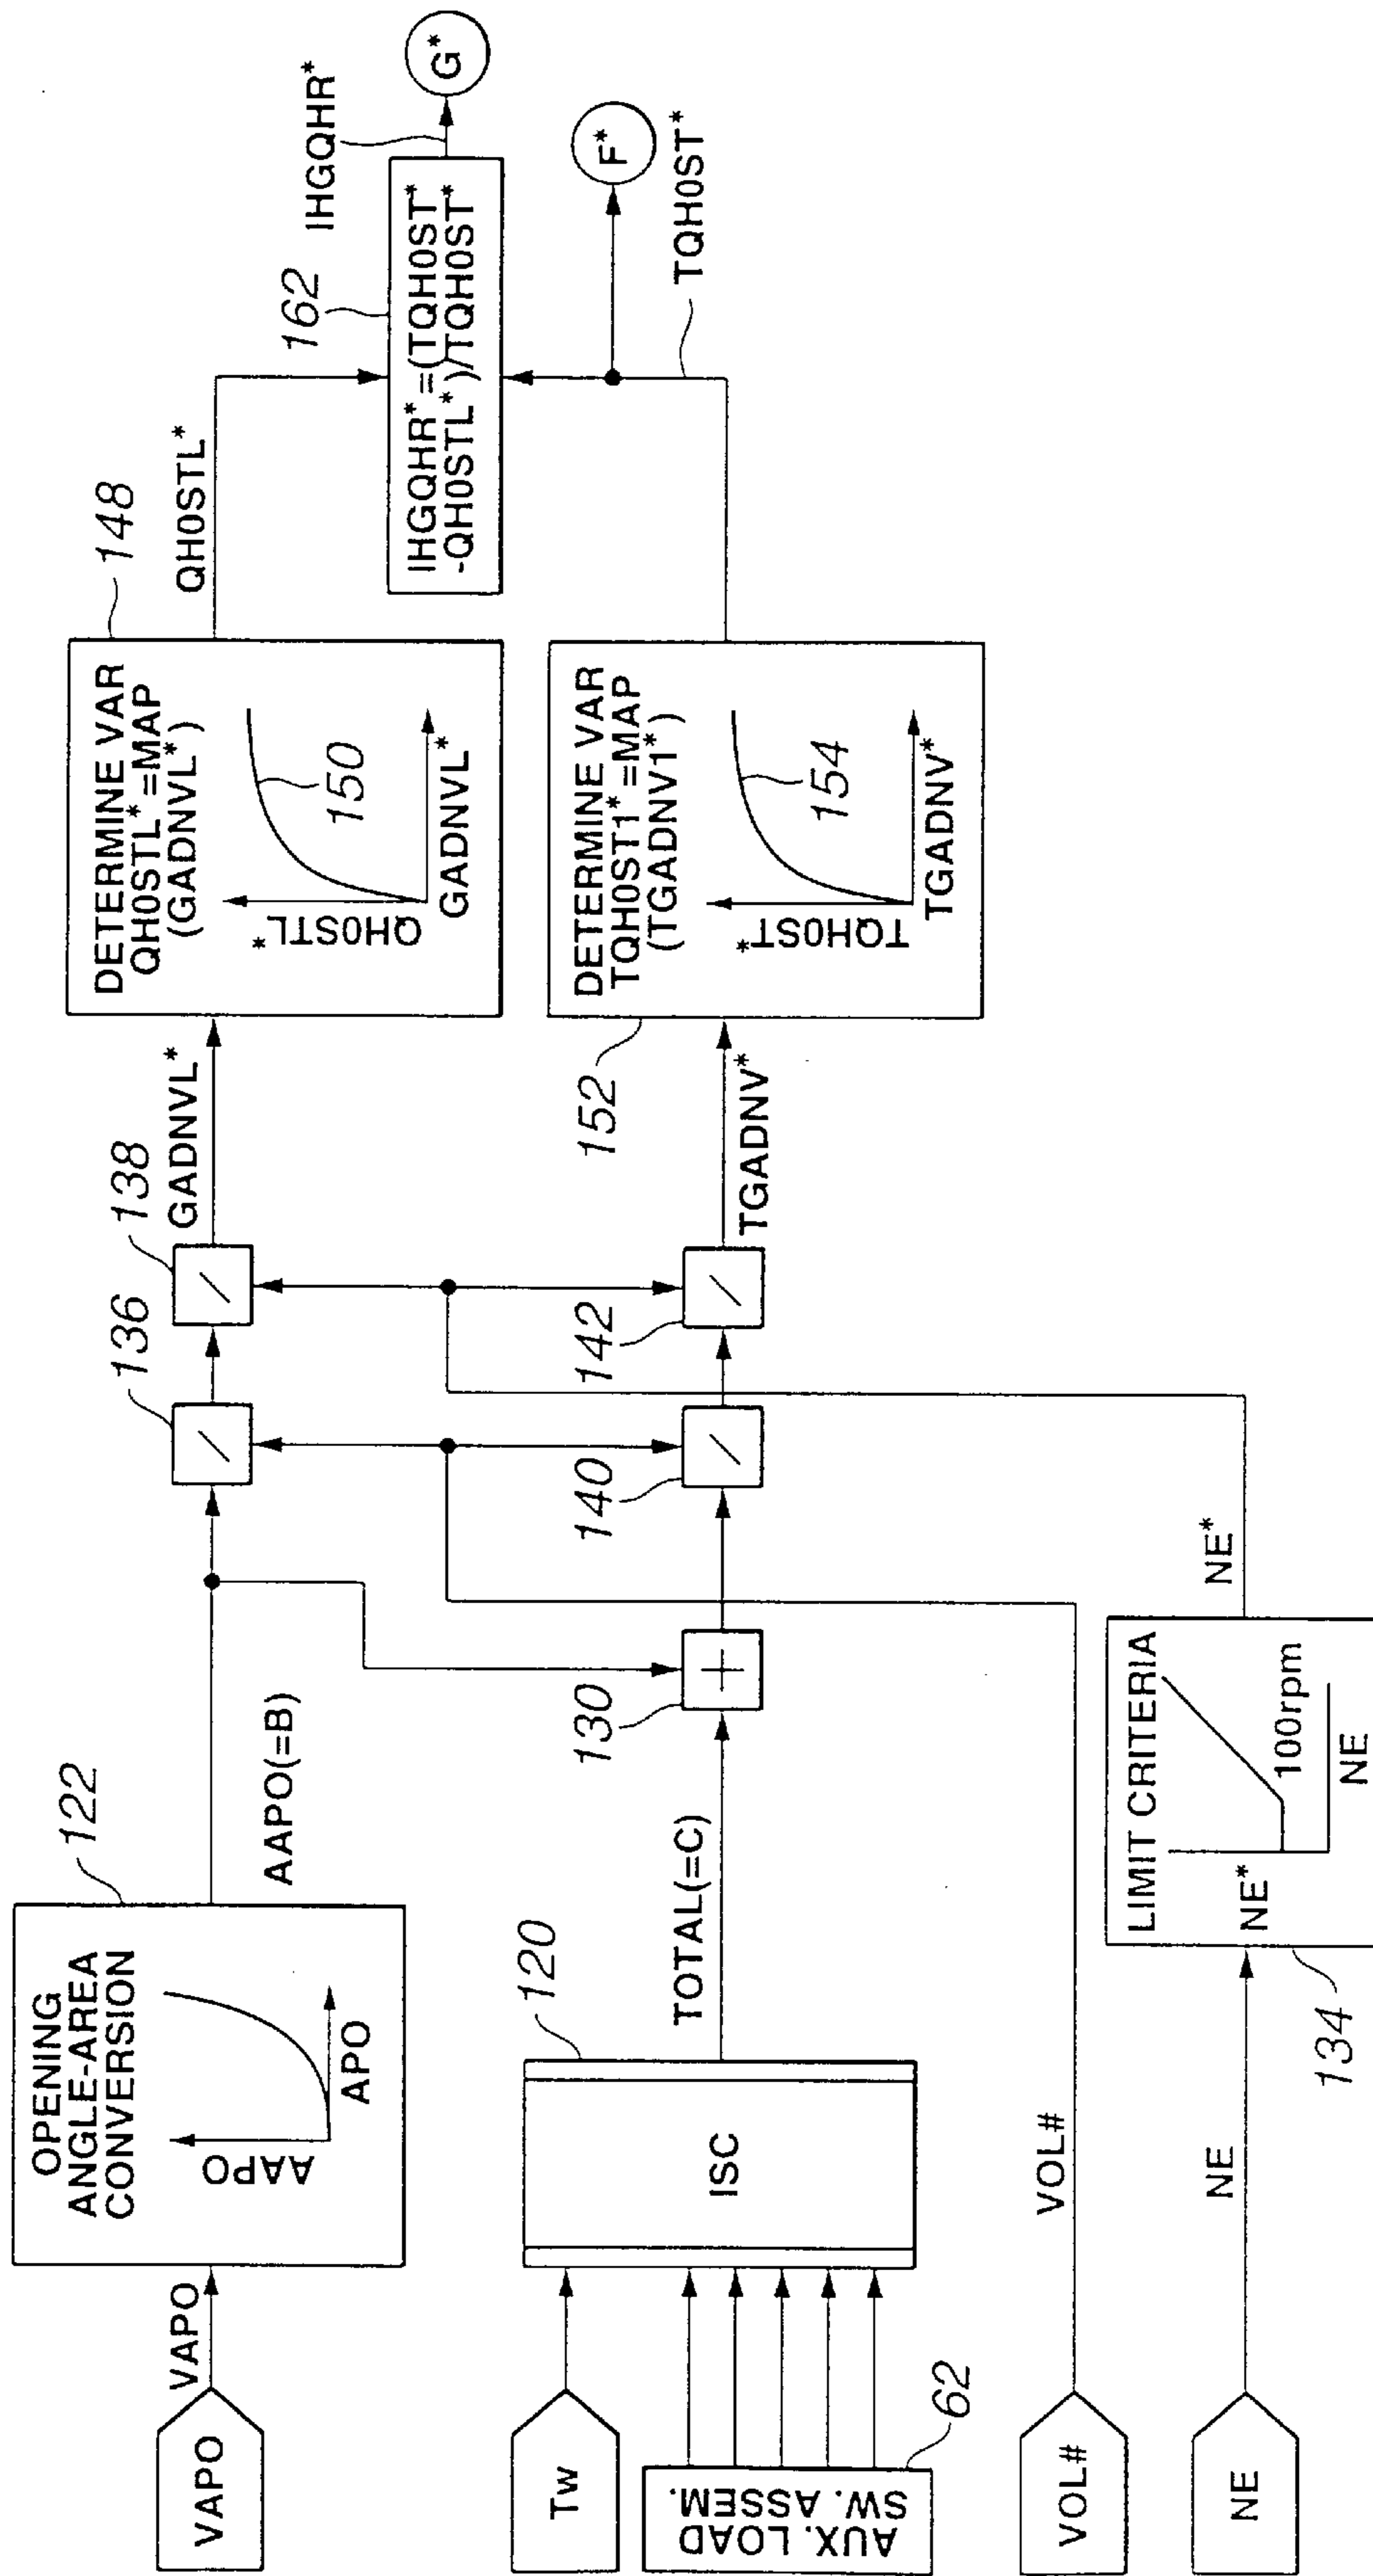 VAPO
VAPO
OPENING
ANGLE-AREA
CONVERSION
AAPO
APO
122
AAPO(=B)
136
138
GADNVL*
DETERMINE VAR
QH0STL*=MAP
(GADNVL*)
QH0STL*
150
GADNVL*
148
QH0STL*
162
IHGQHR*=(TQH0ST*
-QH0STL*)/TQH0ST*
IHGQHR*
G*
F*
TQH0ST*
Tw
AUX. LOAD
SW. ASSEM.
62
ISC
120
TOTAL(=C)
130
140
142
TGADNV*
152
DETERMINE VAR
TQH0ST1*=MAP
(TGADNV1*)
TQH0ST*
154
TGADNV*
VOL#
VOL#
NE
NE
134
LIMIT CRITERIA
NE*
100rpm
NE
NE*